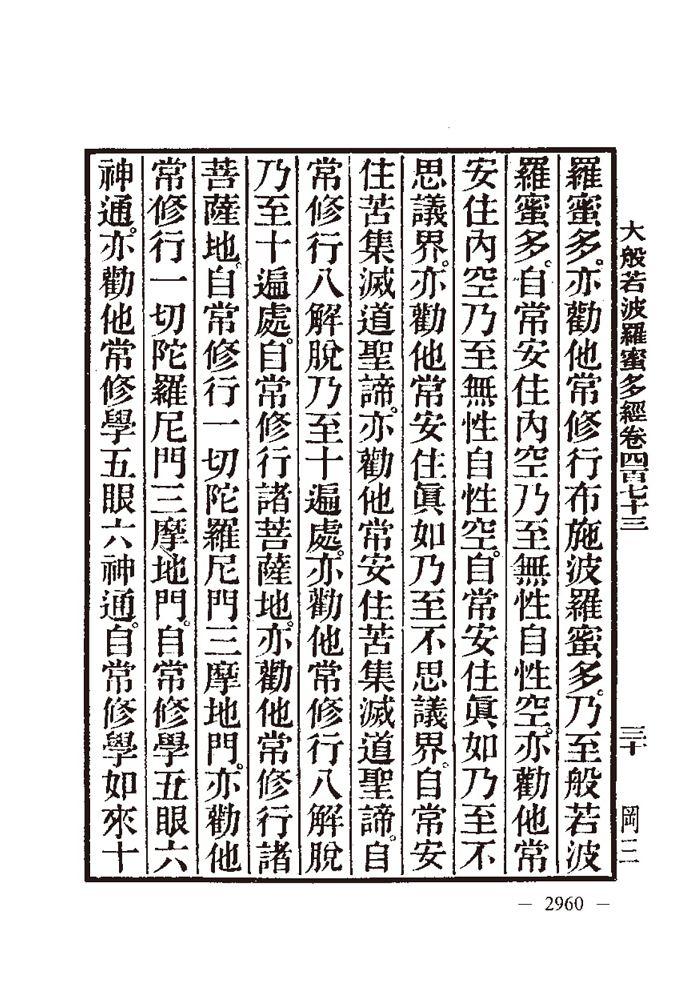 大般若波羅蜜多經卷四百七十三 三十 岡三
羅蜜多。亦勸他常修行布施波羅蜜多。乃至般若波
羅蜜多。自常安住內空乃至無性自性空。亦勸他常
安住內空乃至無性自性空。自常安住眞如乃至不
思議界。亦勸他常安住眞如乃至不思議界。自常安
住苦集滅道聖諦。亦勸他常安住苦集滅道聖諦。自
常修行八解脫乃至十遍處。亦勸他常修行八解脫
乃至十遍處。自常修行諸菩薩地。亦勸他常修行諸
菩薩地。自常修行一切陀羅尼門三摩地門。亦勸他
常修行一切陀羅尼門三摩地門。自常修學五眼六
神通。亦勸他常修學五眼六神通。自常修學如來十
— 2960 —